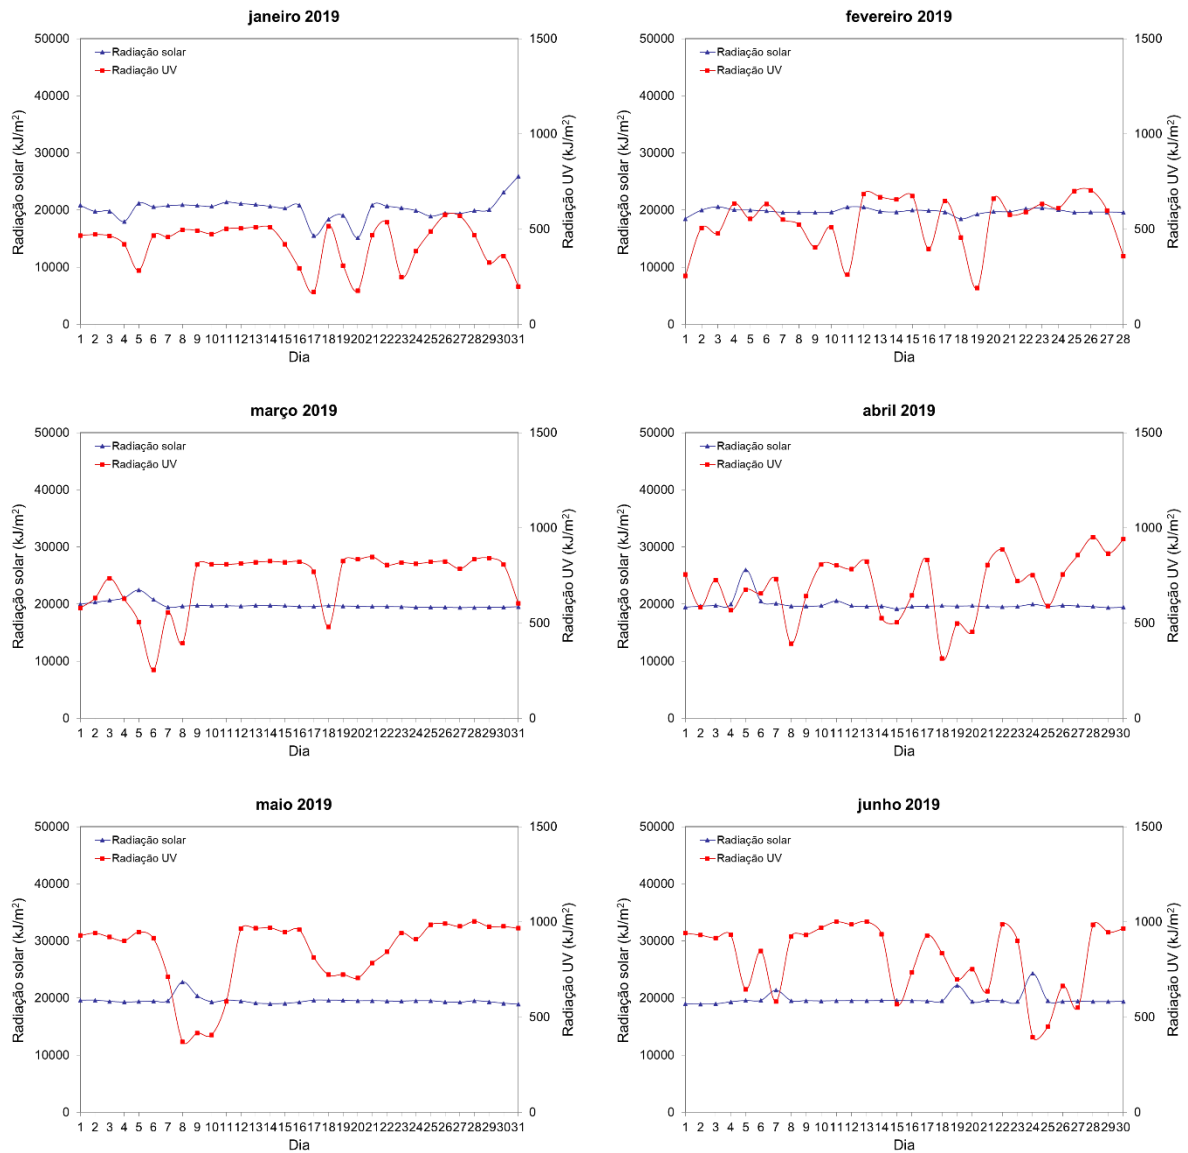 janeiro 2019
50000
40000
30000
20000
10000
0
Radiação solar (kJ/m²)
Radiação solar
Radiação UV
1500
1000
500
0
Radiação UV (kJ/m²)
1 2 3 4 5 6 7 8 9 10 11 12 13 14 15 16 17 18 19 20 21 22 23 24 25 26 27 28 29 30 31
Dia
fevereiro 2019
50000
40000
30000
20000
10000
0
Radiação solar (kJ/m²)
Radiação solar
Radiação UV
1500
1000
500
0
Radiação UV (kJ/m²)
1 2 3 4 5 6 7 8 9 10 11 12 13 14 15 16 17 18 19 20 21 22 23 24 25 26 27 28
Dia
março 2019
50000
40000
30000
20000
10000
0
Radiação solar (kJ/m²)
Radiação solar
Radiação UV
1500
1000
500
0
Radiação UV (kJ/m²)
1 2 3 4 5 6 7 8 9 10 11 12 13 14 15 16 17 18 19 20 21 22 23 24 25 26 27 28 29 30 31
Dia
abril 2019
50000
40000
30000
20000
10000
0
Radiação solar (kJ/m²)
Radiação solar
Radiação UV
1500
1000
500
0
Radiação UV (kJ/m²)
1 2 3 4 5 6 7 8 9 10 11 12 13 14 15 16 17 18 19 20 21 22 23 24 25 26 27 28 29 30
Dia
maio 2019
50000
40000
30000
20000
10000
0
Radiação solar (kJ/m²)
Radiação solar
Radiação UV
1500
1000
500
0
Radiação UV (kJ/m²)
1 2 3 4 5 6 7 8 9 10 11 12 13 14 15 16 17 18 19 20 21 22 23 24 25 26 27 28 29 30 31
Dia
junho 2019
50000
40000
30000
20000
10000
0
Radiação solar (kJ/m²)
Radiação solar
Radiação UV
1500
1000
500
0
Radiação UV (kJ/m²)
1 2 3 4 5 6 7 8 9 10 11 12 13 14 15 16 17 18 19 20 21 22 23 24 25 26 27 28 29 30
Dia